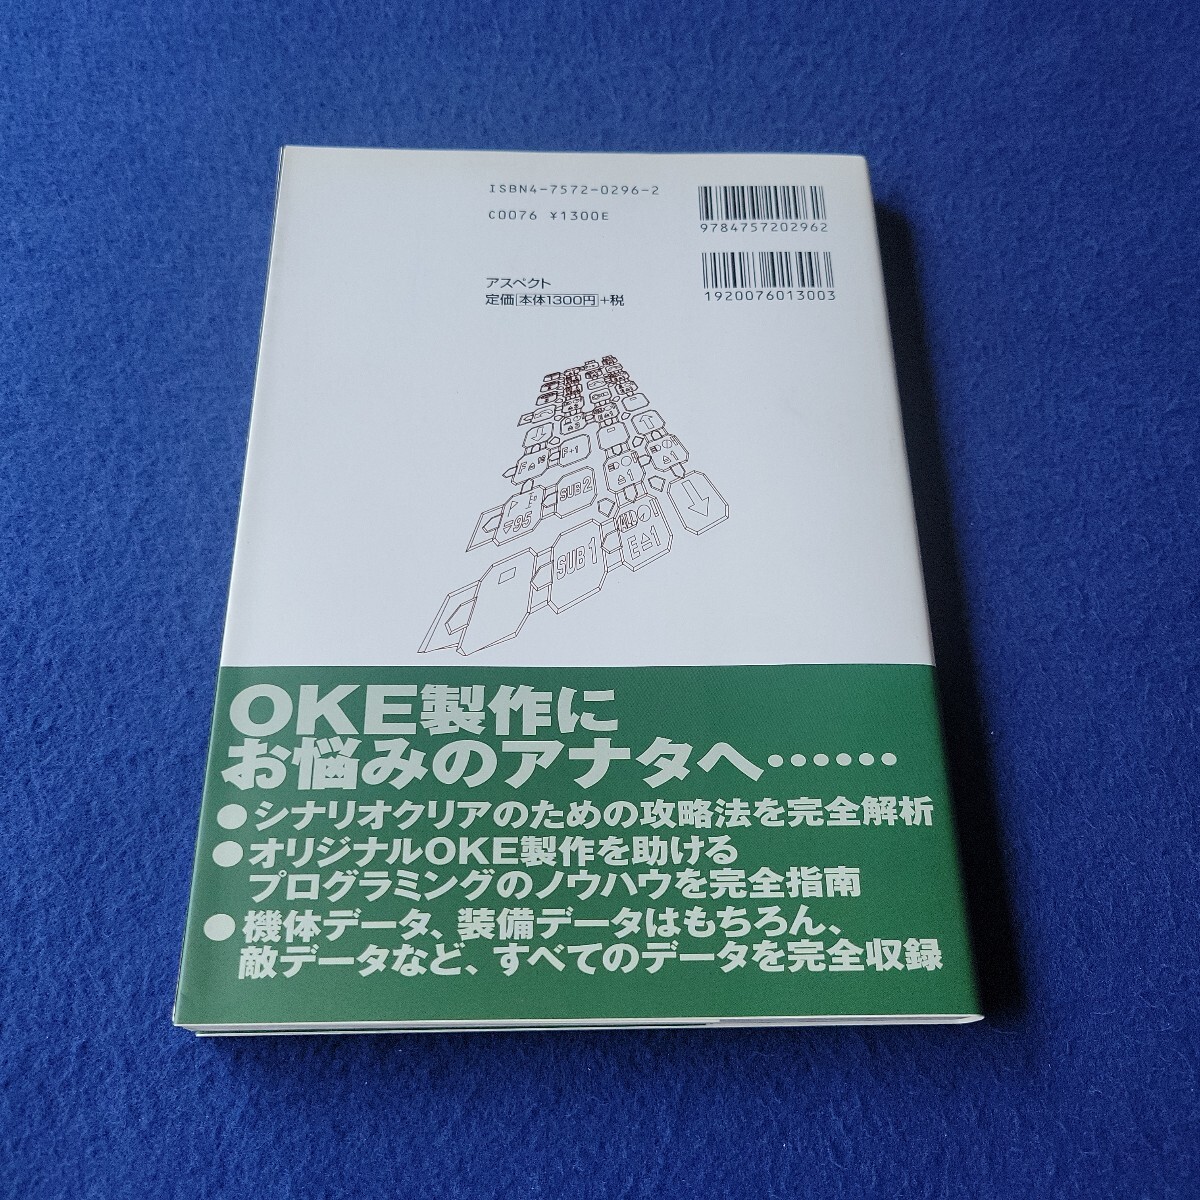 ISBN4-7572-0296-2
C0076 ¥1300E
9784757202962
1920076013003
アスペクト
定価 本体1300円 +税
F+1
SUB2
95
1
1
SUB1
E△1
OKE製作に
お悩みのアナタへ……
●シナリオクリアのための攻略法を完全解析
●オリジナルOKE製作を助ける
プログラミングのノウハウを完全指南
●機体データ、装備データはもちろん、
敵データなど、すべてのデータを完全収録